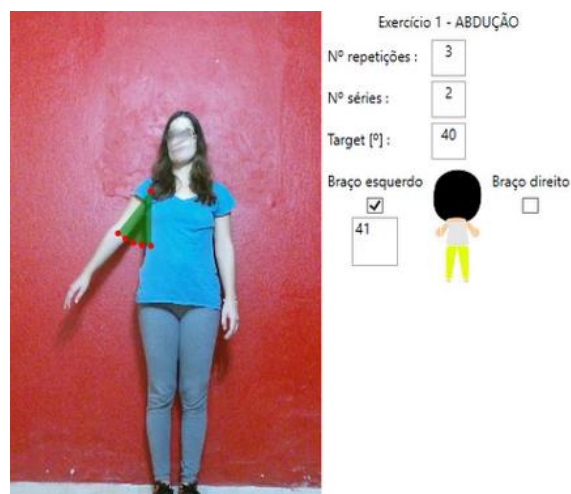 Exercício 1 - ABDUÇÃO
Nº repetições : 3
Nº séries : 2
Target [º] : 40
Braço esquerdo Braço direito
41